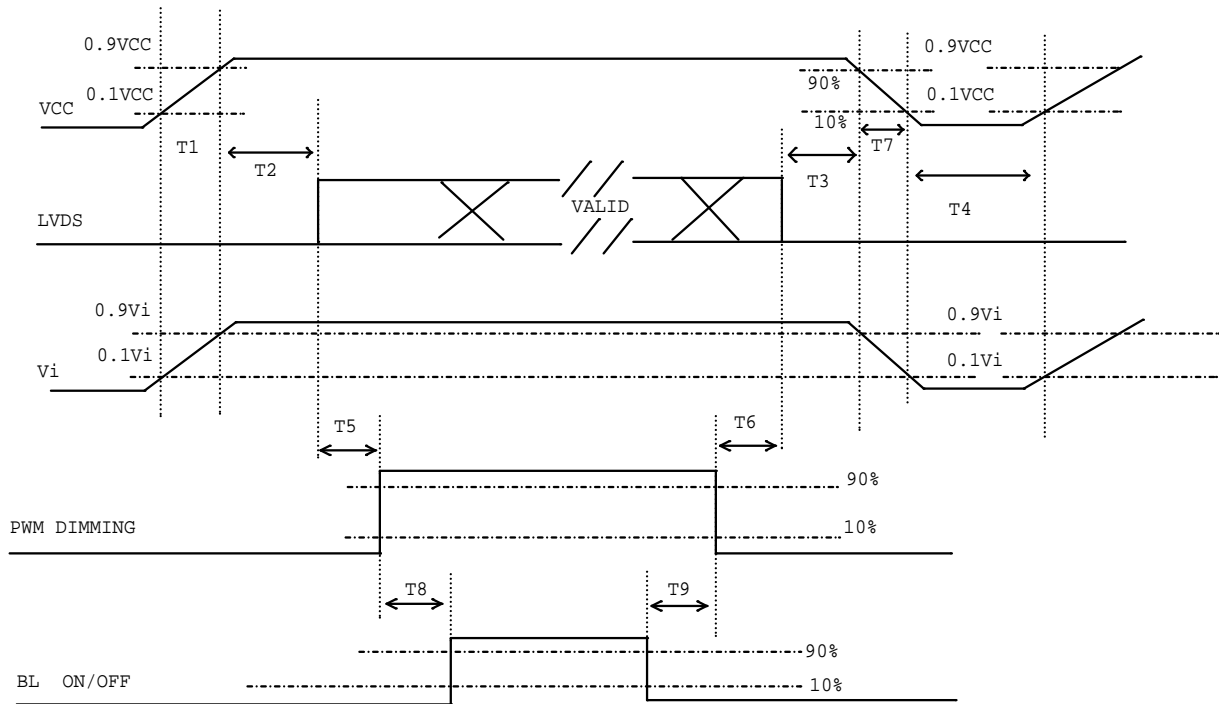 0.9VCC
0.9VCC
90%
0.1VCC
0.1VCC
VCC
10%
T1
T7
T2
T3
VALID
T4
LVDS
0.9Vi
0.9Vi
0.1Vi
0.1Vi
Vi
T5
T6
90%
PWM DIMMING
10%
T8
T9
90%
BL ON/OFF
10%